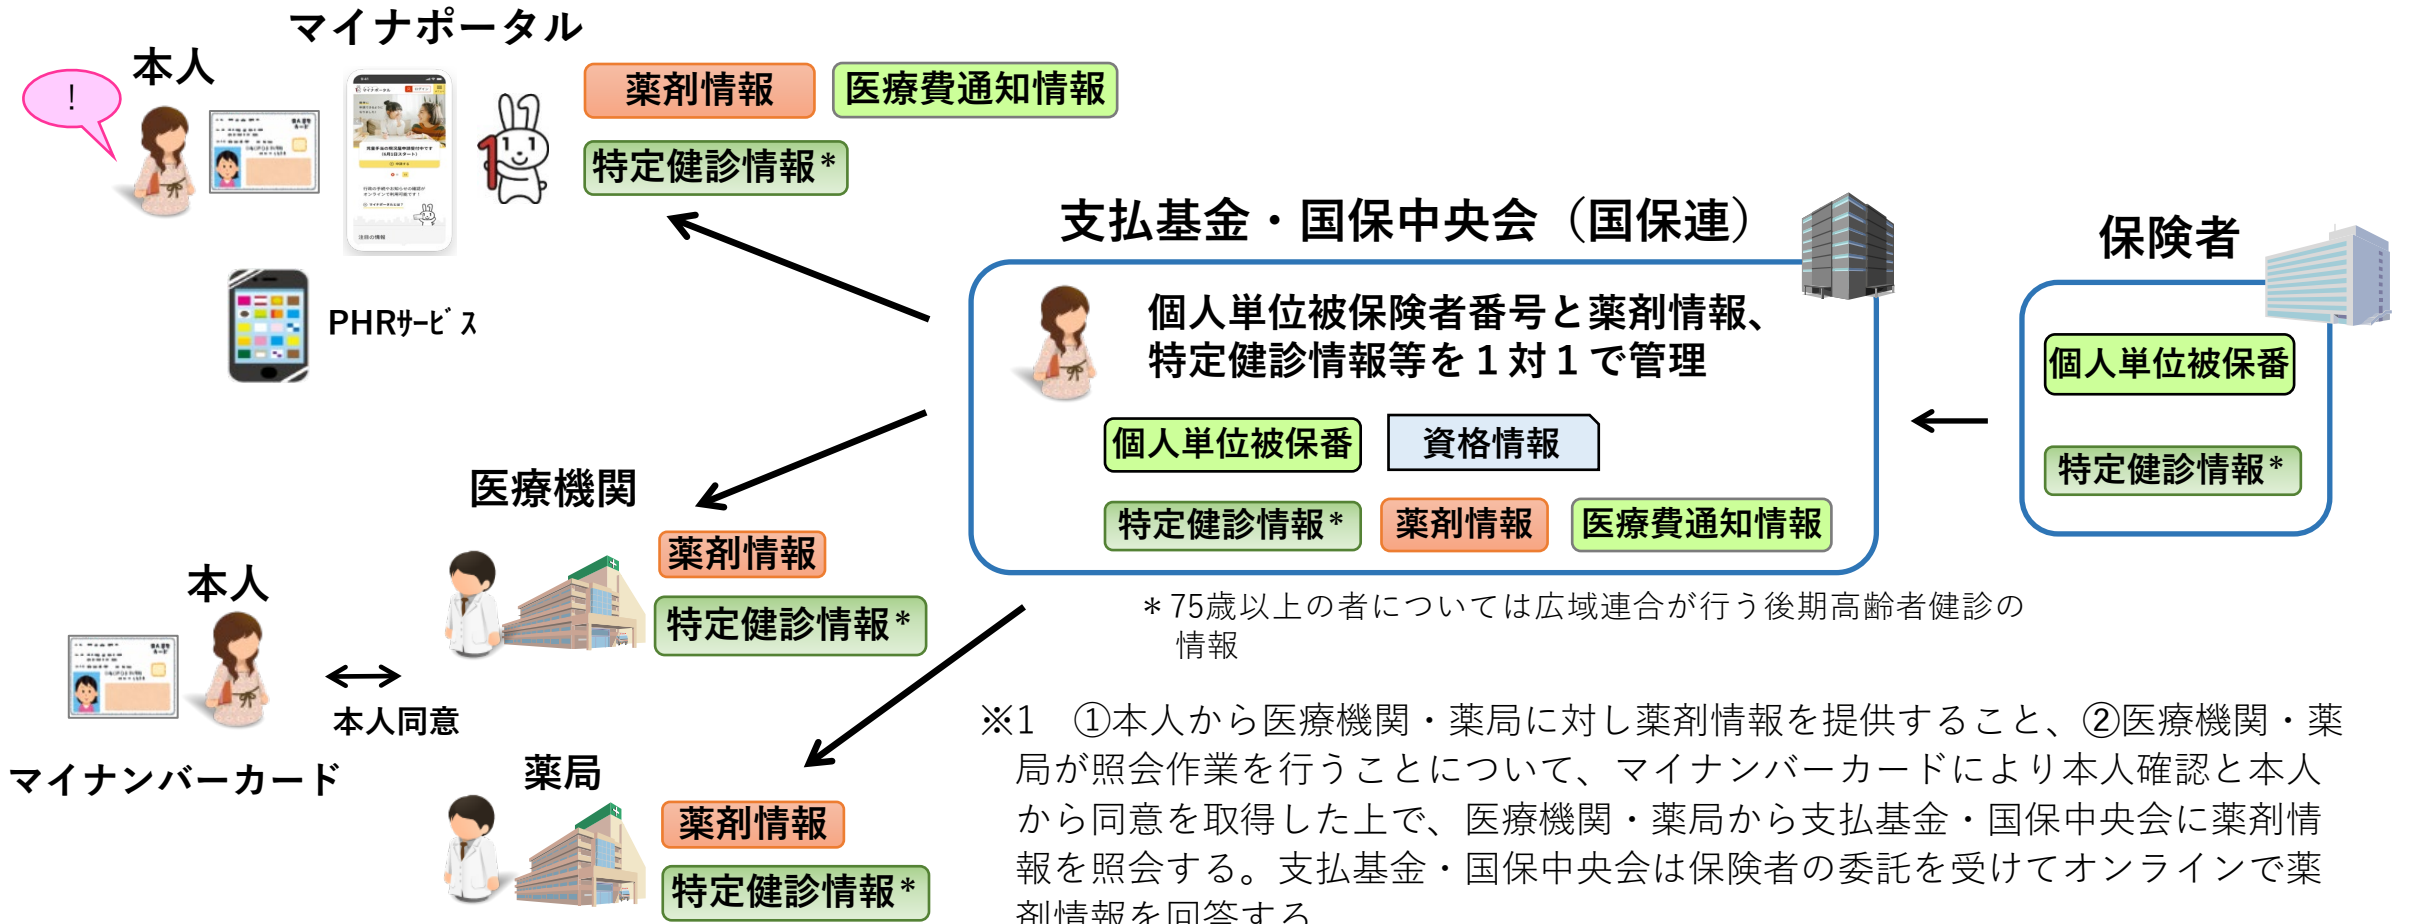 マイナポータル
本人
!
薬剤情報
医療費通知情報
特定健診情報*
PHRｻｰﾋﾞｽ
支払基金・国保中央会（国保連）
個人単位被保険者番号と薬剤情報、
特定健診情報等を１対１で管理
個人単位被保番
資格情報
特定健診情報*
薬剤情報
医療費通知情報
保険者
個人単位被保番
特定健診情報*
＊75歳以上の者については広域連合が行う後期高齢者健診の
情報
医療機関
薬剤情報
特定健診情報*
本人
本人同意
マイナンバーカード
薬局
薬剤情報
特定健診情報*
※1　①本人から医療機関・薬局に対し薬剤情報を提供すること、②医療機関・薬
局が照会作業を行うことについて、マイナンバーカードにより本人確認と本人
から同意を取得した上で、医療機関・薬局から支払基金・国保中央会に薬剤情
報を照会する。支払基金・国保中央会は保険者の委託を受けてオンラインで薬
剤情報を回答する